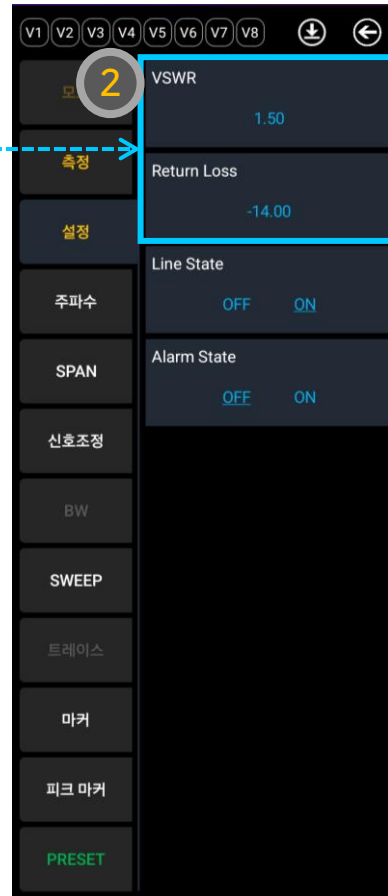 V1 V2 V3 V4 V5 V6 V7 V8
2
VSWR
1.50
측정
Return Loss
-14.00
설정
Line State
주파수
OFF ON
SPAN
Alarm State
OFF ON
신호조정
BW
SWEEP
트레이스
마커
피크 마커
PRESET